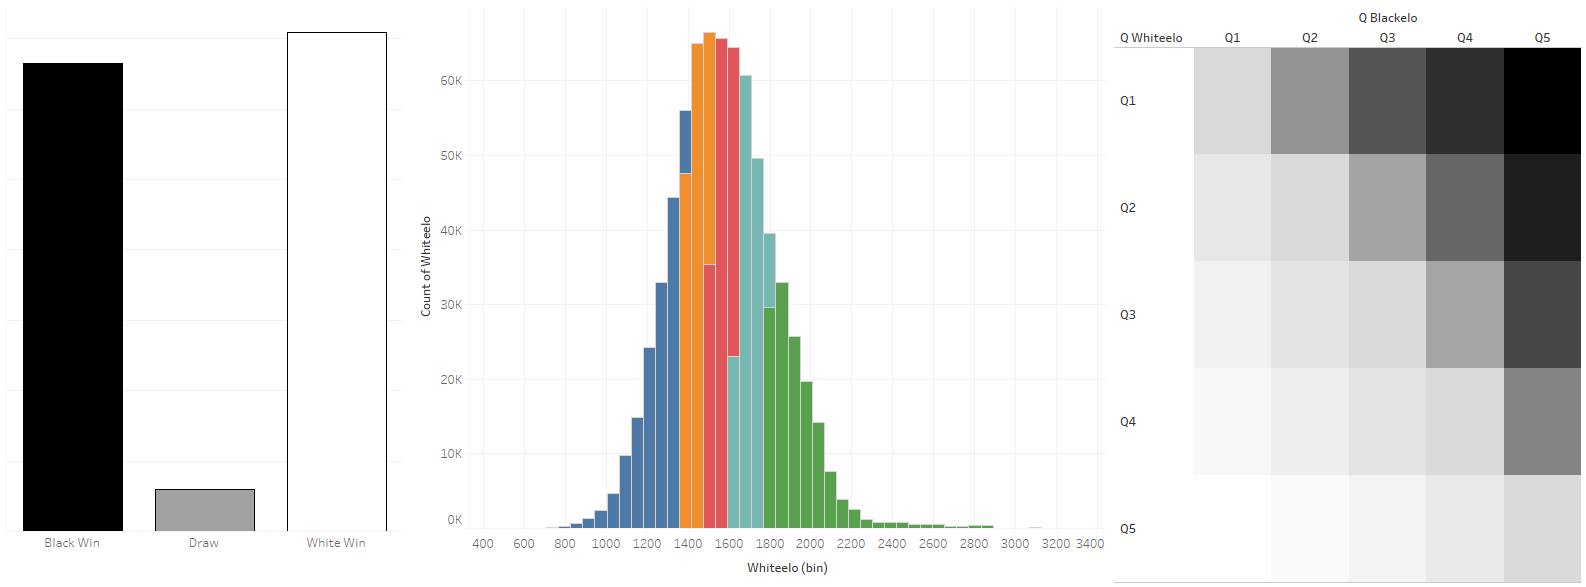 Black Win Draw White Win
Count of Whiteelo
60K
50K
40K
30K
20K
10K
0K
400 600 800 1000 1200 1400 1600 1800 2000 2200 2400 2600 2800 3000 3200 3400
Whiteelo (bin)
Q Blackelo
Q Whiteelo Q1 Q2 Q3 Q4 Q5
Q1
Q2
Q3
Q4
Q5